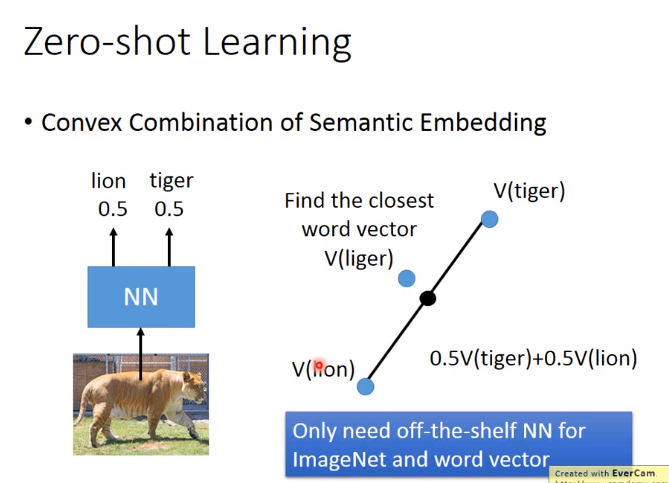 Zero-shot Learning
• Convex Combination of Semantic Embedding
lion tiger
0.5 0.5
NN
Find the closest
word vector
V(liger)
V(tiger)
V(lion)
0.5V(tiger)+0.5V(lion)
Only need off-the-shelf NN for
ImageNet and word vector
Created with EverCam.